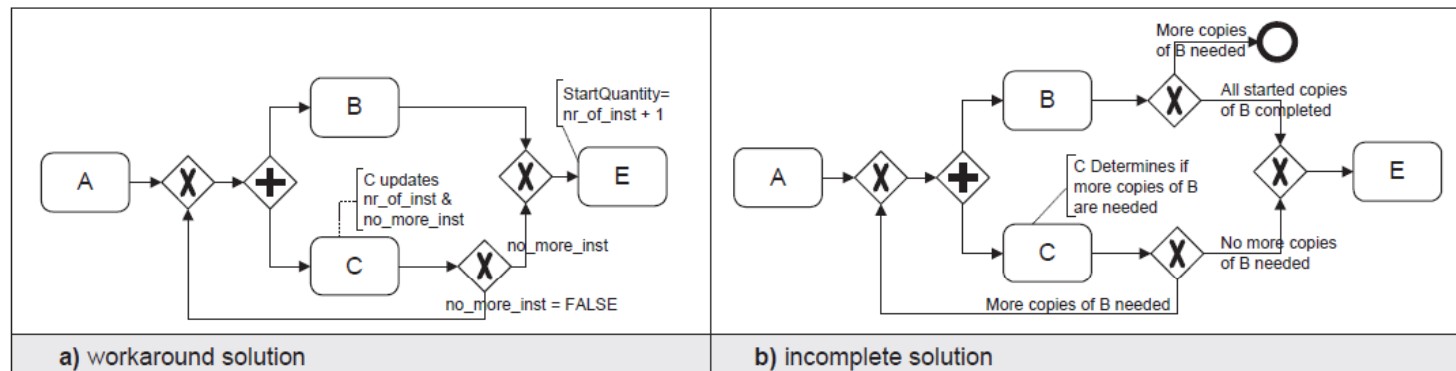 B
StartQuantity=
nr_of_inst + 1
A
X
+
X
E
C updates
nr_of_inst &
no_more_inst
C
X
no_more_inst
no_more_inst = FALSE
a) workaround solution
More copies
of B needed
B
X
All started copies
of B completed
A
X
+
C Determines if
more copies of B
are needed
X
E
C
X
No more copies
of B needed
More copies of B needed
b) incomplete solution